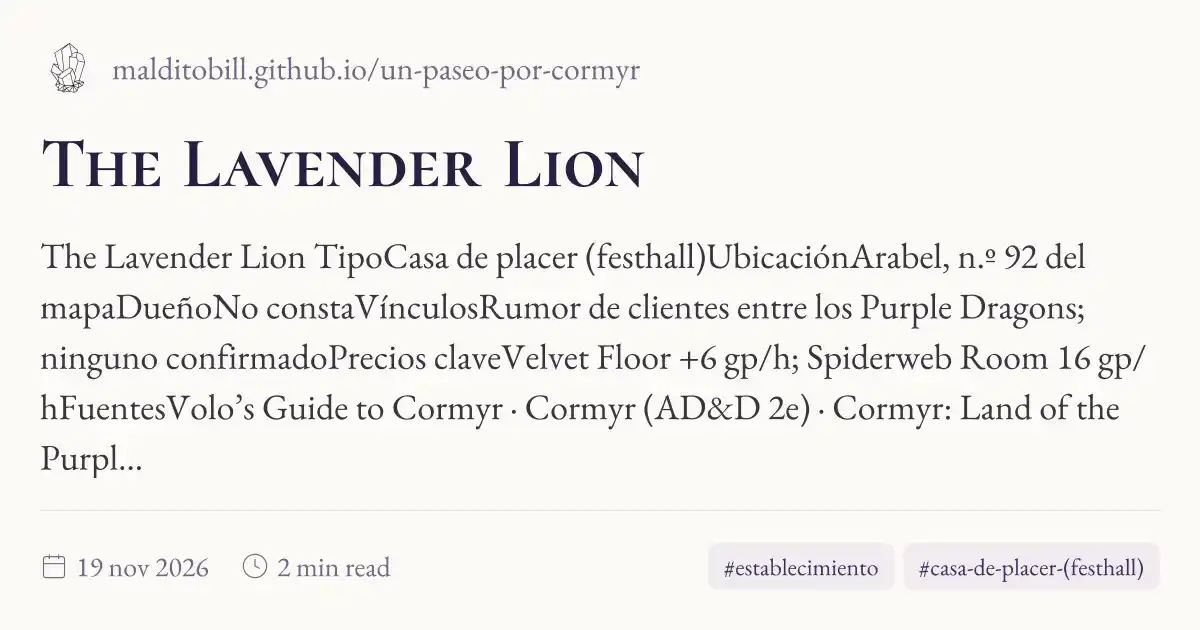 malditobill.github.io/un-paseo-por-cormyr
The Lavender Lion
The Lavender Lion TipoCasa de placer (festhall)UbicaciónArabel, n.º 92 del
mapaDueñoNo constaVínculosRumor de clientes entre los Purple Dragons;
ninguno confirmadoPrecios claveVelvet Floor +6 gp/h; Spiderweb Room 16 gp/
hFuentesVolo’s Guide to Cormyr · Cormyr (AD&D 2e) · Cormyr: Land of the
Purpl...
19 nov 2026
2 min read
#establecimiento
#casa-de-placer-(festhall)